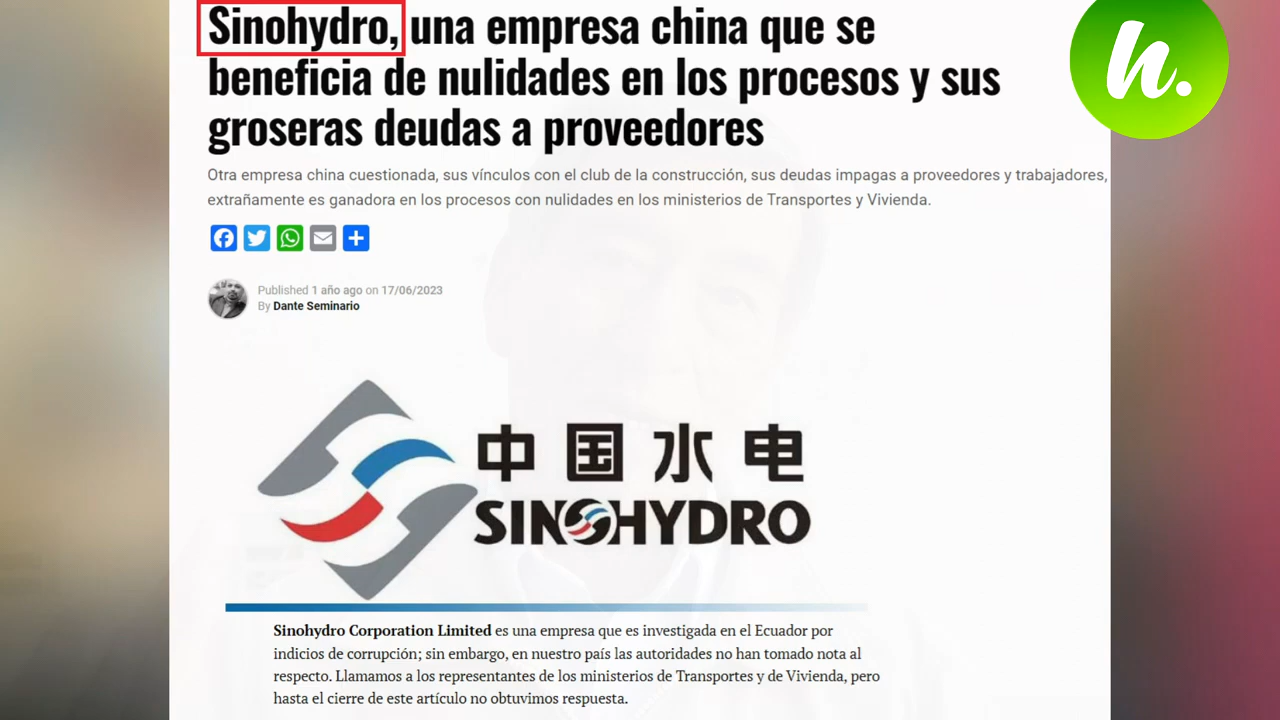 Sinohydro, una empresa china que se
beneficia de nulidades en los procesos y sus
groseras deudas a proveedores
h.
Otra empresa china cuestionada, sus vínculos con el club de la construcción, sus deudas impagas a proveedores y trabajadores,
extrañamente es ganadora en los procesos con nulidades en los ministerios de Transportes y Vivienda.
Published 1 año ago on 17/06/2023
By Dante Seminario
中国水电
SINOHYDRO
Sinohydro Corporation Limited es una empresa que es investigada en el Ecuador por
indicios de corrupción; sin embargo, en nuestro país las autoridades no han tomado nota al
respecto. Llamamos a los representantes de los ministerios de Transportes y de Vivienda, pero
hasta el cierre de este artículo no obtuvimos respuesta.